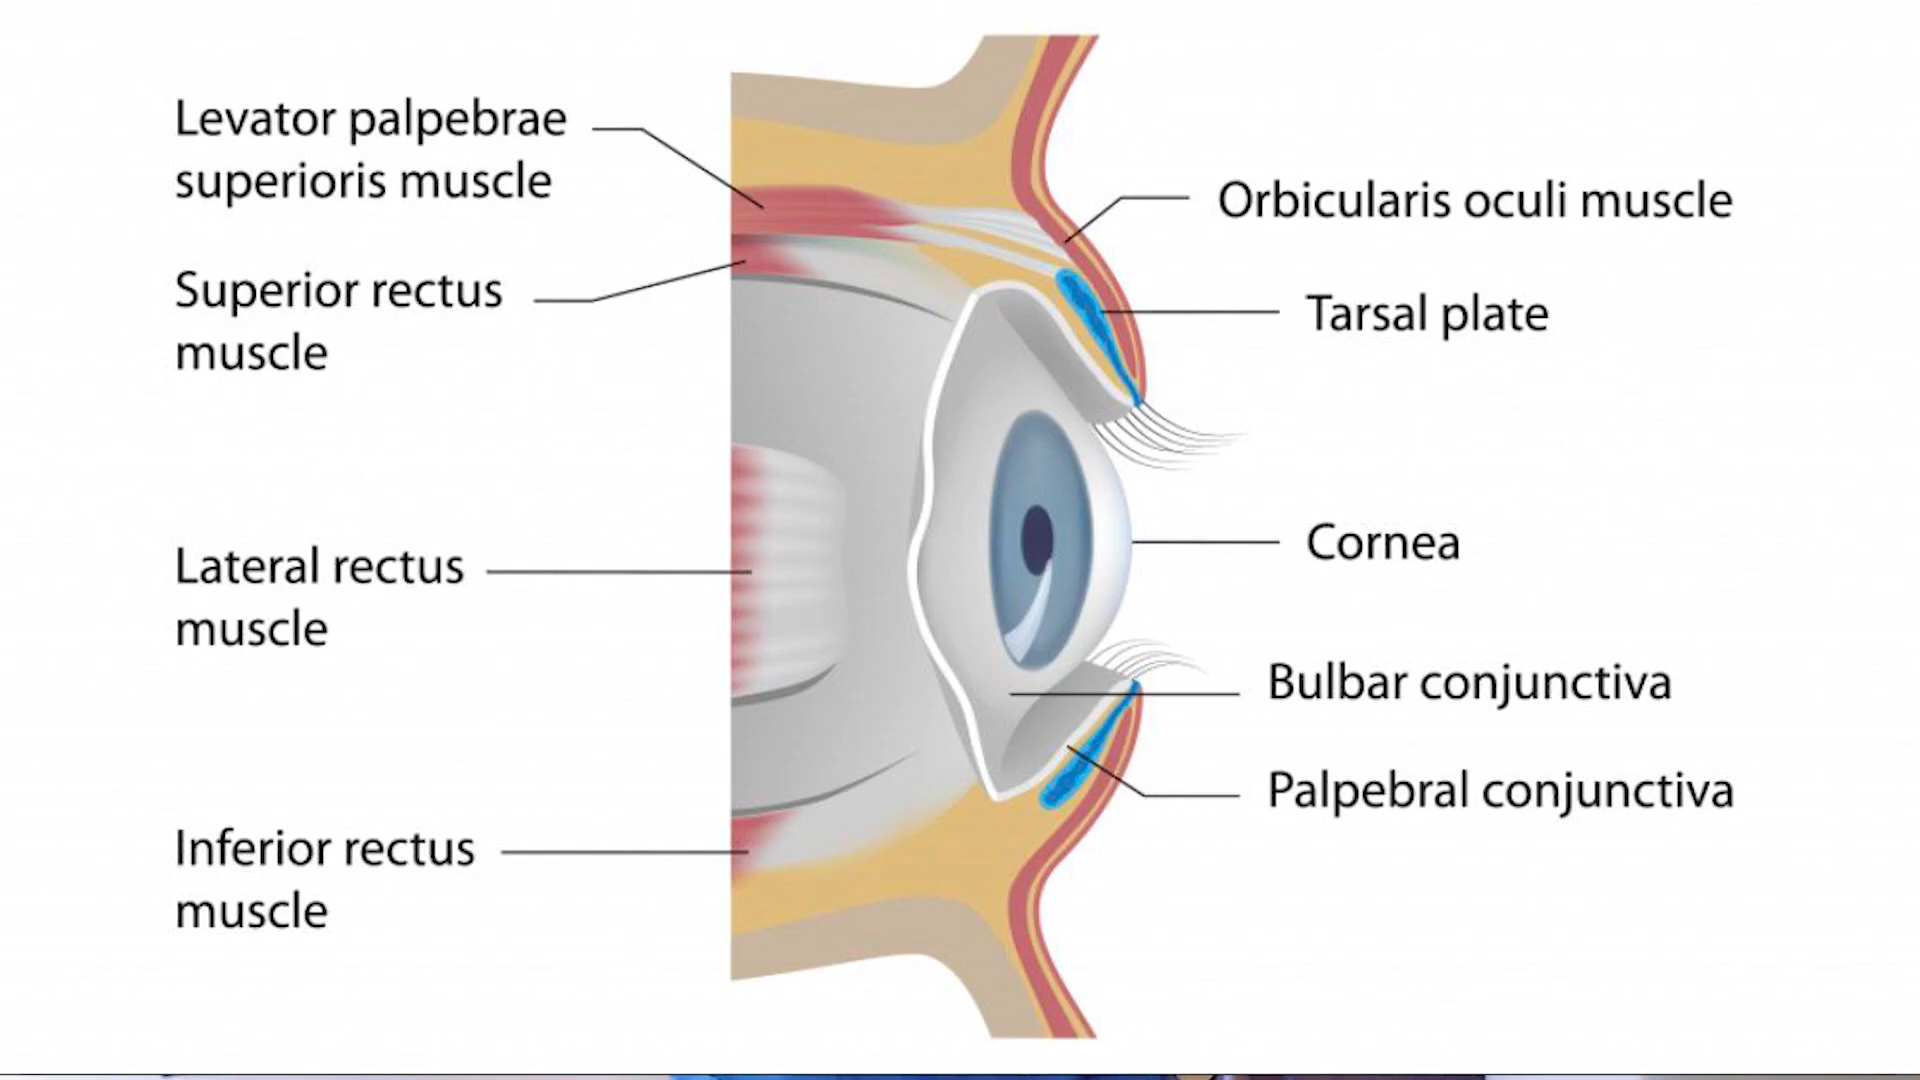 Levator palpebrae
superioris muscle
Superior rectus
muscle
Lateral rectus
muscle
Inferior rectus
muscle
Orbicularis oculi muscle
Tarsal plate
Cornea
Bulbar conjunctiva
Palpebral conjunctiva